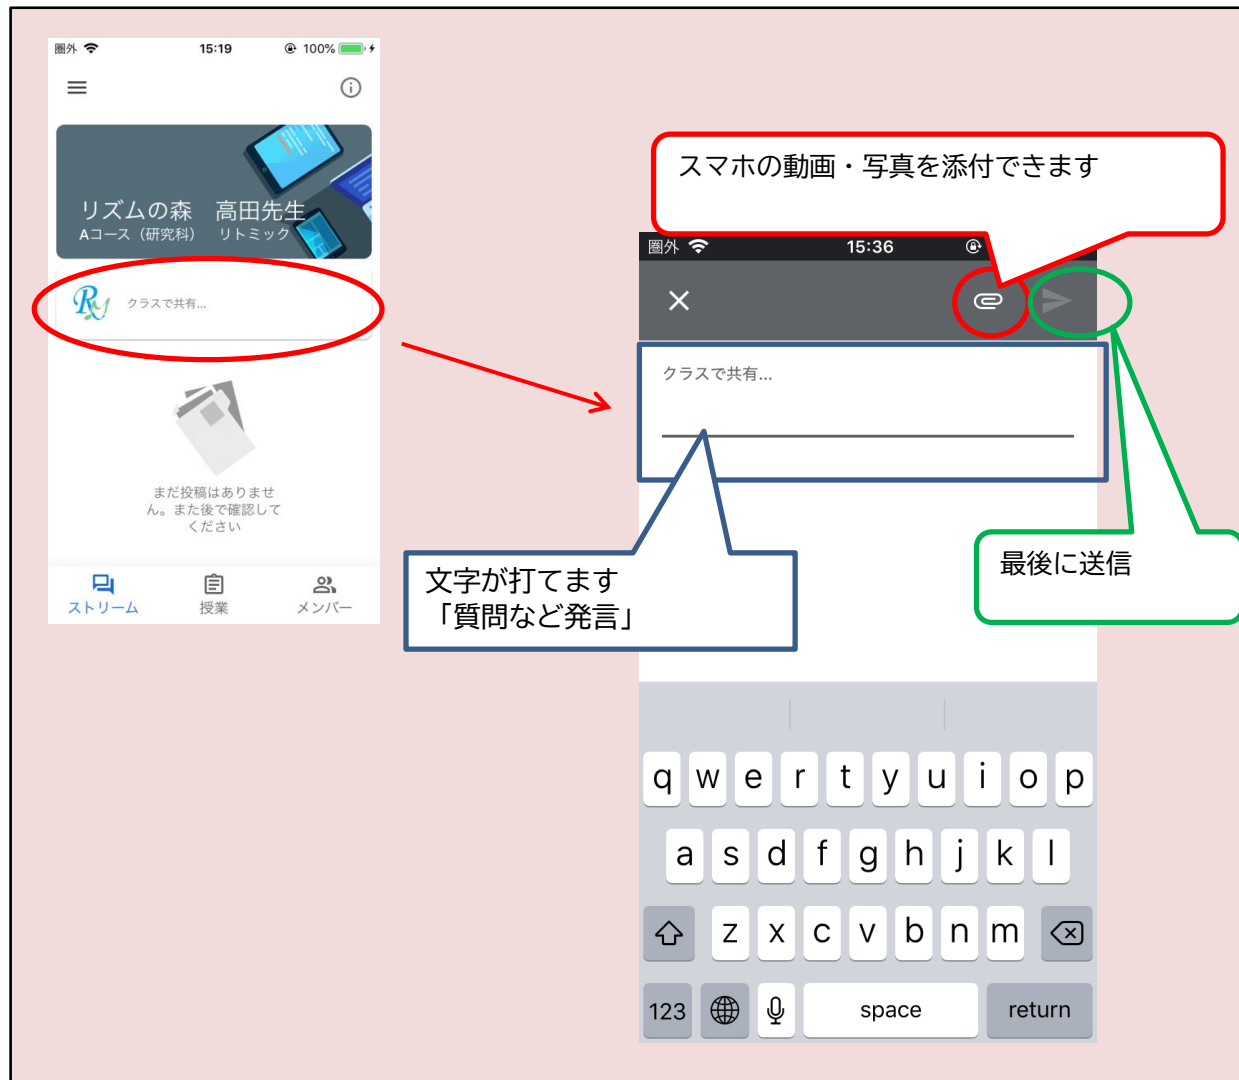 圏外 15:19 100%
リズムの森 高田先生
Aコース（研究科） リトミック
クラスで共有...
まだ投稿はありませ
ん。また後で確認して
ください
ストリーム 授業 メンバー
スマホの動画・写真を添付できます
圏外 15:36
クラスで共有...
文字が打てます
「質問など発言」
最後に送信
q w e r t y u i o p
a s d f g h j k l
z x c v b n m
123 space return